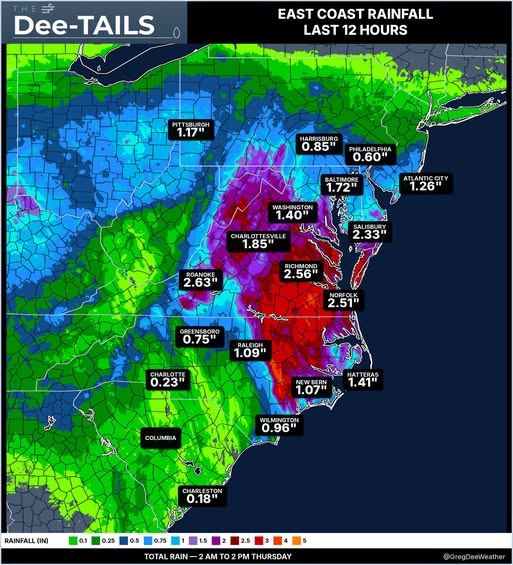 THE
Dee-TAILS
EAST COAST RAINFALL
LAST 12 HOURS
PITTSBURGH
1.17"
HARRISBURG
0.85"
PHILADELPHIA
0.60"
BALTIMORE
1.72"
ATLANTIC CITY
1.26"
WASHINGTON
1.40"
SALISBURY
2.33"
CHARLOTTESVILLE
1.85"
RICHMOND
2.56"
ROANOKE
2.63"
NORFOLK
2.51"
GREENSBORO
0.75"
RALEIGH
1.09"
CHARLOTTE
0.23"
HATTERAS
1.41"
NEW BERN
1.07"
WILMINGTON
0.96"
COLUMBIA
CHARLESTON
0.18"
RAINFALL (IN) 0.1 0.25 0.5 0.75 1 1.5 2 2.5 3 4 5
TOTAL RAIN — 2 AM TO 2 PM THURSDAY
@GregDeeWeather